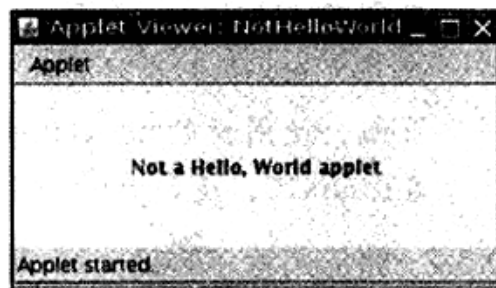 Applet Viewer: NotHelloWorld
Applet
Not a Hello, World applet
Applet started.